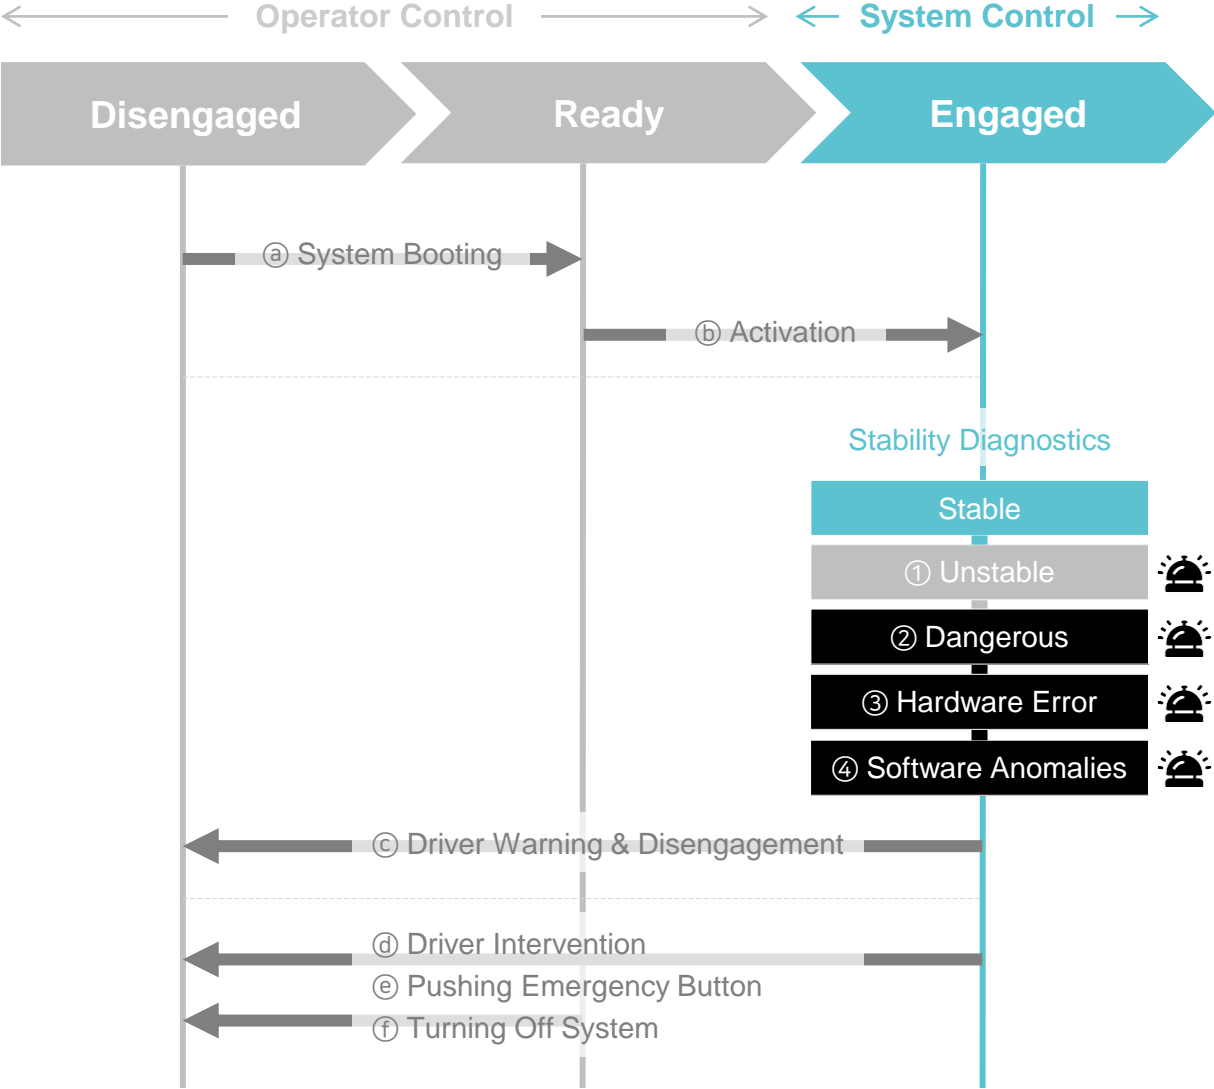 Operator Control
System Control
Disengaged
Ready
Engaged
ⓐ System Booting
ⓑ Activation
Stability Diagnostics
Stable
① Unstable
② Dangerous
③ Hardware Error
④ Software Anomalies
ⓒ Driver Warning & Disengagement
ⓓ Driver Intervention
ⓔ Pushing Emergency Button
ⓕ Turning Off System